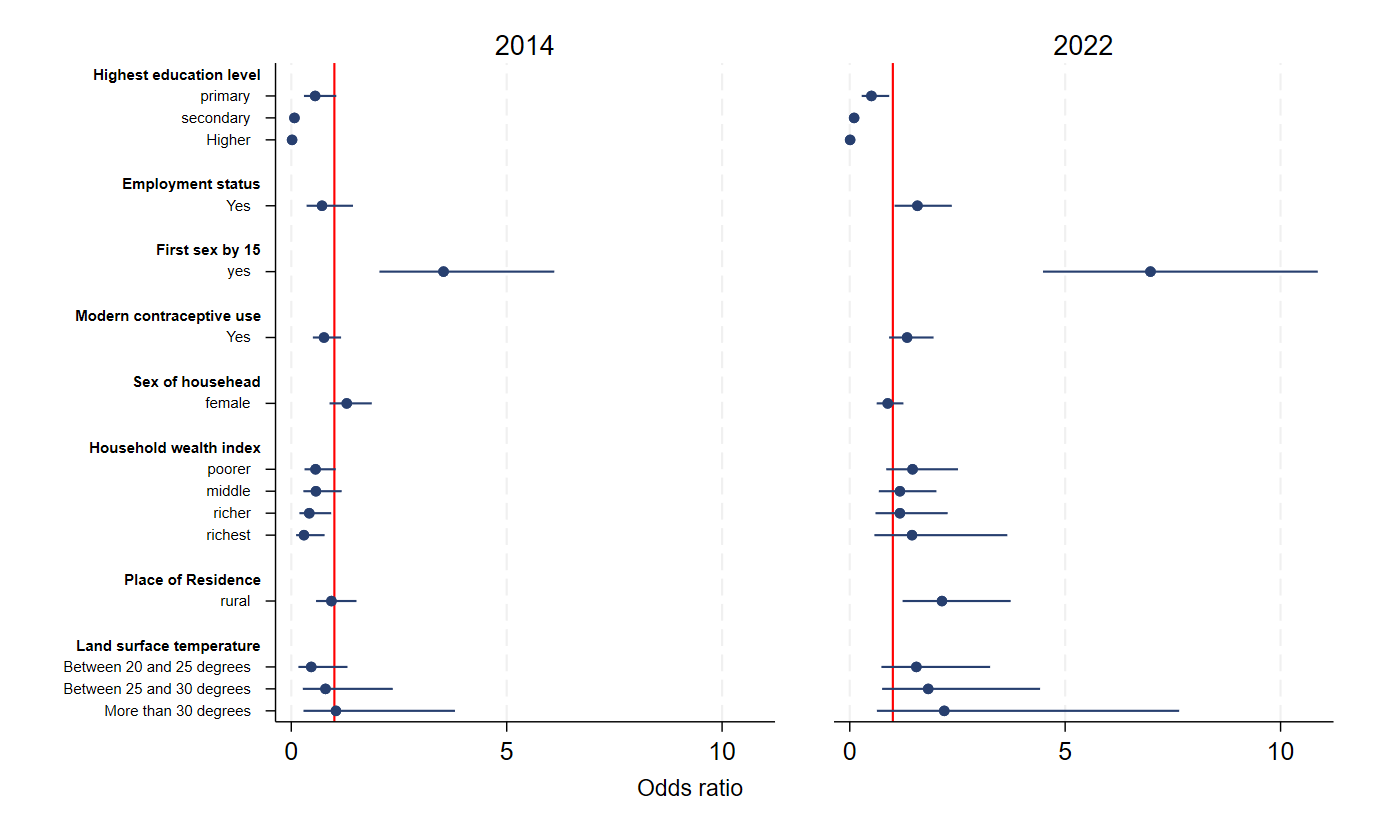 2014
2022
Highest education level
primary
secondary
Higher
Employment status
Yes
First sex by 15
yes
Modern contraceptive use
Yes
Sex of househead
female
Household wealth index
poorer
middle
richer
richest
Place of Residence
rural
Land surface temperature
Between 20 and 25 degrees
Between 25 and 30 degrees
More than 30 degrees
0 5 10
0 5 10
Odds ratio